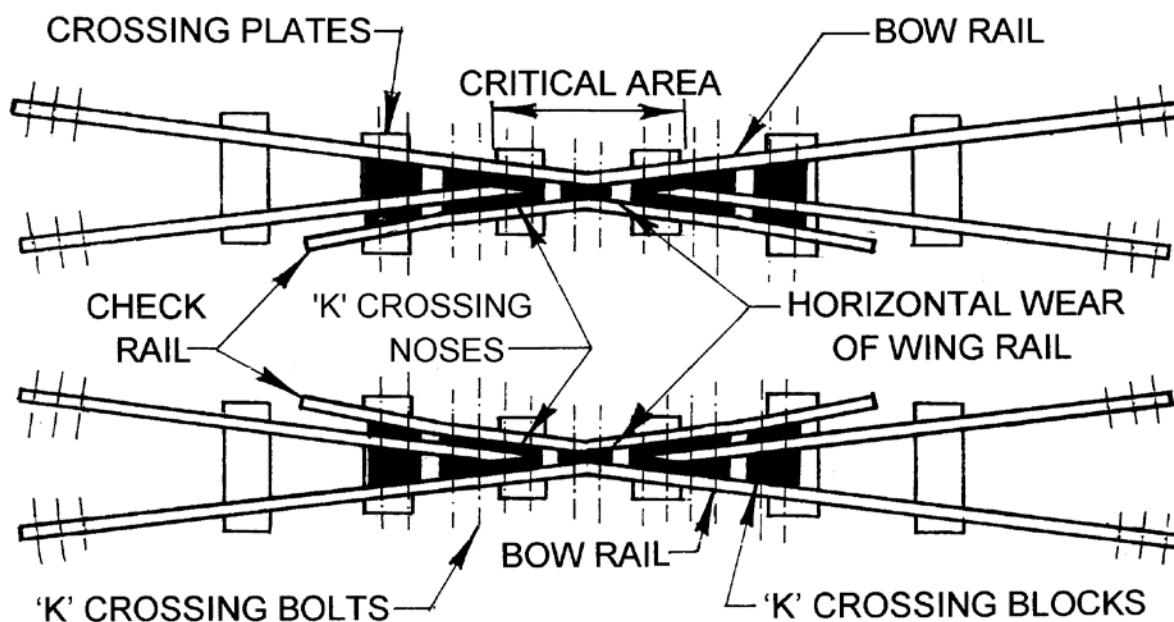 CROSSING PLATES
BOW RAIL
CRITICAL AREA
CHECK
RAIL
'K' CROSSING
NOSES
HORIZONTAL WEAR
OF WING RAIL
BOW RAIL
‘K’ CROSSING BOLTS
‘K’ CROSSING BLOCKS